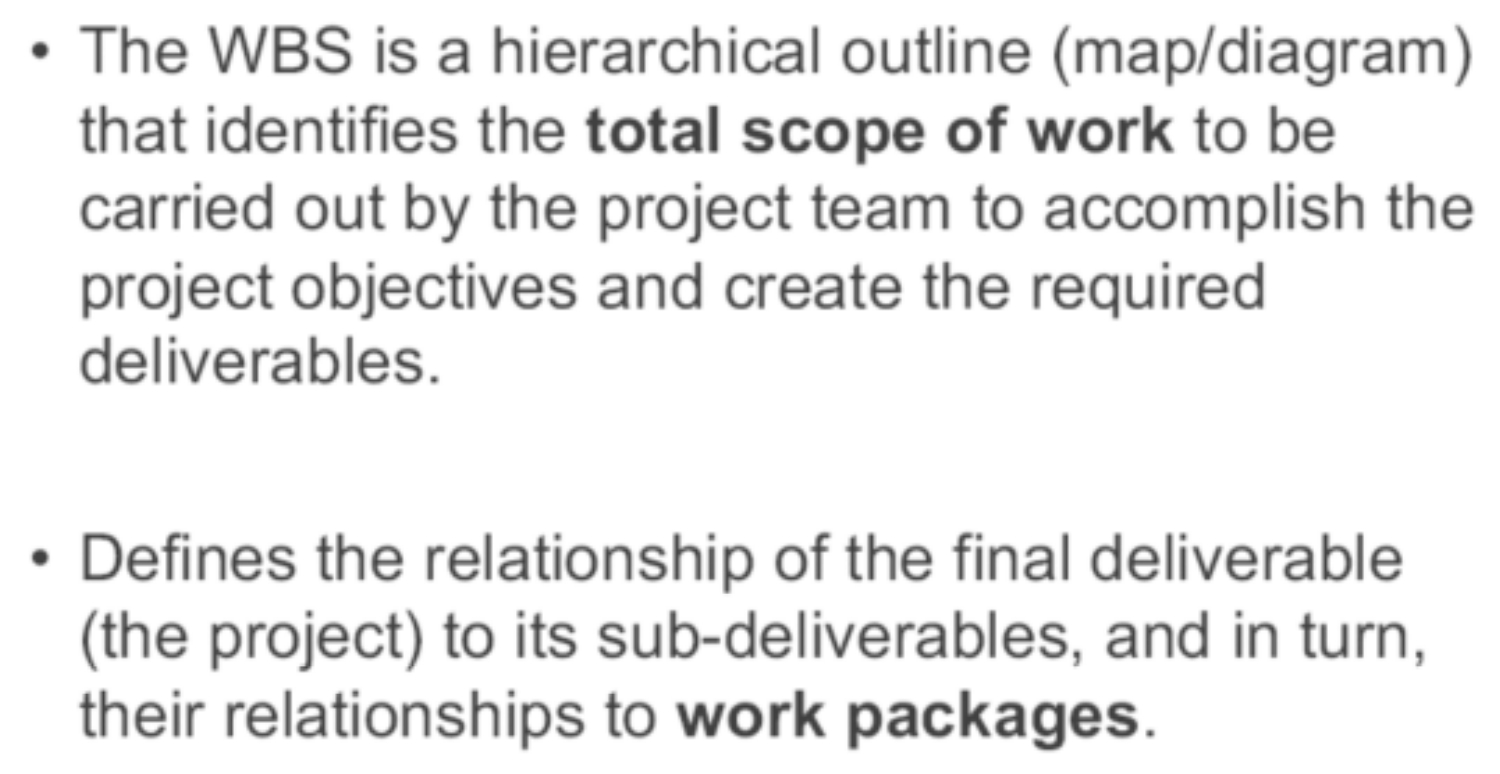 • The WBS is a hierarchical outline (map/diagram)
that identifies the total scope of work to be
carried out by the project team to accomplish the
project objectives and create the required
deliverables.
• Defines the relationship of the final deliverable
(the project) to its sub-deliverables, and in turn,
their relationships to work packages.